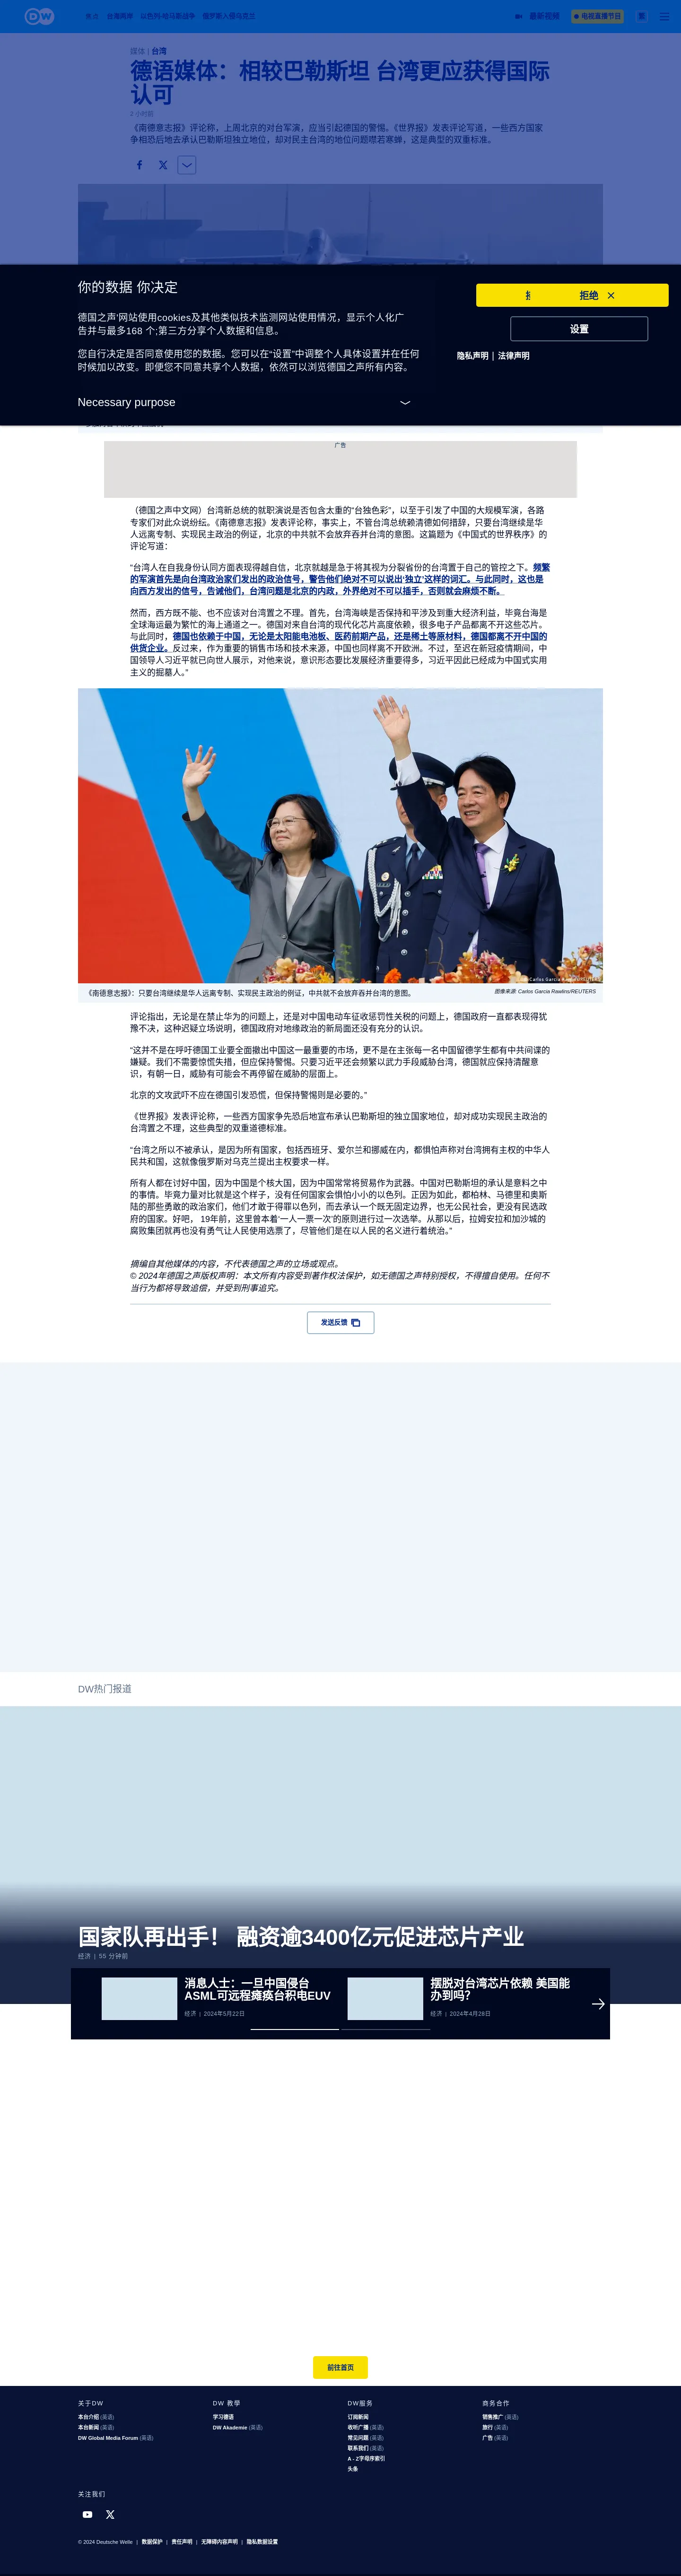 DW
焦点
台海两岸
以色列-哈马斯战争
俄罗斯入侵乌克兰
最新视频
电视直播节目
繁
媒体 | 台湾
德语媒体：相较巴勒斯坦 台湾更应获得国际
认可
7 小时前
《南德意志报》评论称，上周北京的对台军演，应当引起德国的警惕。《世界报》发表评论写道，一些西方国家
争相恐后地去承认巴勒斯坦独立地位，却对民主台湾的地位问题噤若寒蝉，这是典型的双重标准。
你的数据 你决定
拒绝
德国之声'网站使用cookies及其他类似技术监测网站使用情况，显示个人化广
告并与最多168 个;第三方分享个人数据和信息。
设置
隐私声明 | 法律声明
您自行决定是否同意使用您的数据。您可以在"设置"中调整个人具体设置并在任何
时候加以改变。即便您不同意共享个人数据，依然可以浏览德国之声所有内容。
Necessary purpose
广告
（德国之声中文网）台湾新总统的就职演说是否包含太重的“台独色彩”，以至于引发了中国的大规模军演，各路
专家们对此众说纷纭。《南德意志报》发表评论称，事实上，不管台湾总统赖清德如何措辞，只要台湾继续是华
人远离专制、实现民主政治的例证，北京的中共就不会放弃吞并台湾的意图。这篇题为《中国式的世界秩序》的
评论写道：
“台湾人在自我身份认同方面表现得越自信，北京就越是急于将其视为分裂省份的台湾置于自己的管控之下。频繁
的军演首先是向台湾政治家们发出的政治信号，警告他们绝对不可以说出‘独立’这样的词汇。与此同时，这也是
向西方发出的信号，告诫他们，台湾问题是北京的内政，外界绝对不可以插手，否则就会麻烦不断。
然而，西方既不能、也不应该对台湾置之不理。首先，台湾海峡是否保持和平涉及到重大经济利益，毕竟台海是
全球海运最为繁忙的海上通道之一。德国对来自台湾的现代化芯片高度依赖，很多电子产品都离不开这些芯片。
与此同时，德国也依赖于中国，无论是太阳能电池板、医药前期产品，还是稀土等原材料，德国都离不开中国的
供货企业。反过来，作为重要的销售市场和技术来源，中国也同样离不开欧洲。不过，至迟在新冠疫情期间，中
国领导人习近平就已向世人展示，对他来说，意识形态要比发展经济重要得多，习近平因此已经成为中国式实用
主义的掘墓人。”
《南德意志报》：只要台湾继续是华人远离专制、实现民主政治的例证，中共就不会放弃吞并台湾的意图。
图像来源: Carlos Garcia Rawlins/REUTERS
评论指出，无论是在禁止华为的问题上，还是对中国电动车征收惩罚性关税的问题上，德国政府一直都表现得犹
豫不决，这种迟疑立场说明，德国政府对地缘政治的新局面还没有充分的认识。
“这并不是在呼吁德国工业要全面撤出中国这一最重要的市场，更不是在主张每一名中国留德学生都有中共间谍的
嫌疑。我们不需要惊慌失措，但应保持警惕。只要习近平还会频繁以武力手段威胁台湾，德国就应保持清醒意
识，有朝一日，威胁有可能会不再停留在威胁的层面上。
北京的文攻武吓不应在德国引发恐慌，但保持警惕则是必要的。”
《世界报》发表评论称，一些西方国家争先恐后地宣布承认巴勒斯坦的独立国家地位，却对成功实现民主政治的
台湾置之不理，这些典型的双重道德标准。
“台湾之所以不被承认，是因为所有国家，包括西班牙、爱尔兰和挪威在内，都惧怕声称对台湾拥有主权的中华人
民共和国，这就像俄罗斯对乌克兰提出主权要求一样。
所有人都在讨好中国，因为中国是个核大国，因为中国常常将贸易作为武器。中国对巴勒斯坦的承认是意料之中
的事情。毕竟力量对比就是这个样子，没有任何国家会惧怕小小的以色列。正因为如此，都柏林、马德里和奥斯
陆的那些勇敢的政治家们，他们才敢于得罪以色列，而去承认一个既无固定边界，也无公民社会，更没有民选政
府的国家。好吧， 19年前，这里曾本着‘一人一票一次’的原则进行过一次选举。从那以后，拉姆安拉和加沙城的
腐败集团就再也没有勇气让人民使用选票了，尽管他们是在以人民的名义进行着统治。”
摘编自其他媒体的内容，不代表德国之声的立场或观点。
© 2024年德国之声版权声明：本文所有内容受到著作权法保护，如无德国之声特别授权，不得擅自使用。任何不
当行为都将导致追偿，并受到刑事追究。
发送反馈
DW热门报道
国家队再出手！ 融资逾3400亿元促进芯片产业
经济 | 55 分钟前
消息人士：一旦中国侵台
ASML可远程瘫痪台积电EUV
经济 | 2024年5月22日
摆脱对台湾芯片依赖 美国能
办到吗？
经济 | 2024年4月28日
前往首页
关于DW
本台介绍 (英语)
本台新闻 (英语)
DW Global Media Forum (英语)
DW 教學
学习德语
DW Akademie (英语)
DW服务
订阅新闻
收听广播 (英语)
常见问题 (英语)
联系我们 (英语)
A - Z字母序索引
头条
商务合作
销售推广 (英语)
旅行 (英语)
广告 (英语)
关注我们
© 2024 Deutsche Welle | 数据保护 | 责任声明 | 无障碍内容声明 | 隐私数据设置